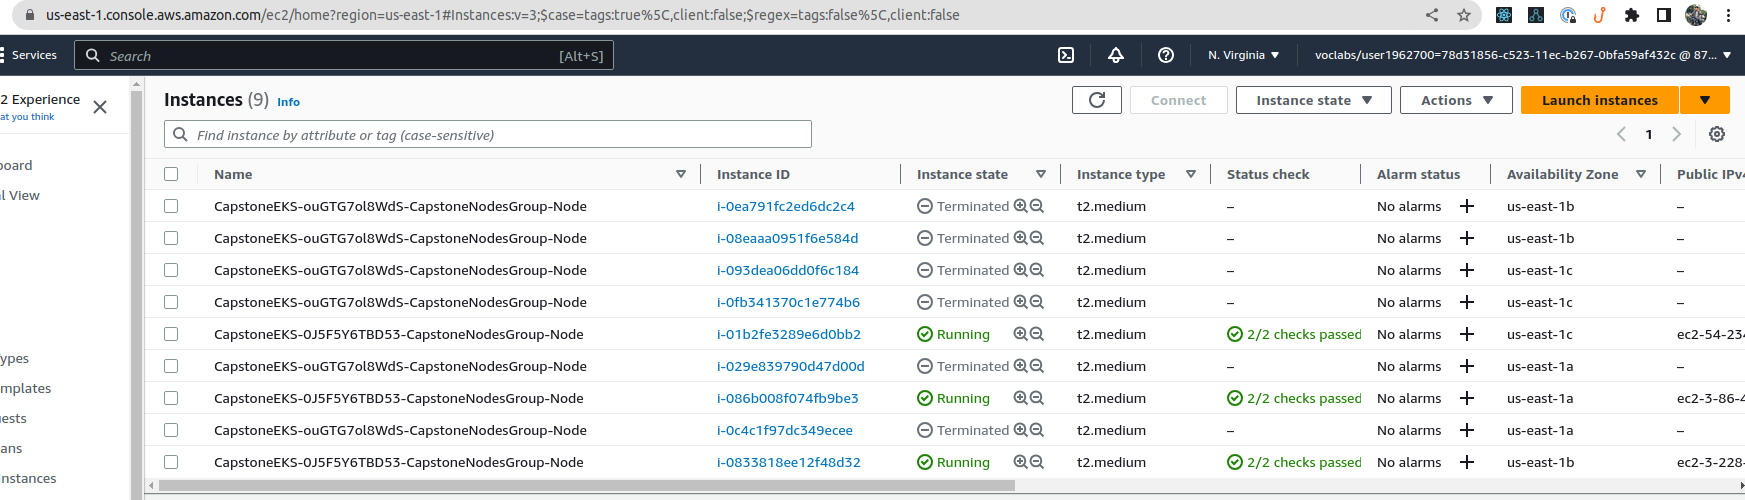 us-east-1.console.aws.amazon.com/ec2/home?region=us-east-1#Instances:v=3;$case=tags:true%5C,client:false;$regex=tags:false%5C,client:false
Services Search [Alt+S] N. Virginia ▼ voclabs/user1962700=78d31856-c523-11ec-b267-0bfa59af432c @ 87... ▼
2 Experience
at you think
board
l View
ypes
mplates
ests
ans
nstances
Instances (9) Info Connect Instance state ▼ Actions ▼ Launch instances ▼
Find instance by attribute or tag (case-sensitive) 1
Name Instance ID Instance state Instance type Status check Alarm status Availability Zone Public IPv4
CapstoneEKS-ouGTG7ol8WdS-CapstoneNodesGroup-Node i-0ea791fc2ed6dc2c4 Terminated t2.medium – No alarms + us-east-1b –
CapstoneEKS-ouGTG7ol8WdS-CapstoneNodesGroup-Node i-08eaaa0951f6e584d Terminated t2.medium – No alarms + us-east-1b –
CapstoneEKS-ouGTG7ol8WdS-CapstoneNodesGroup-Node i-093dea06dd0f6c184 Terminated t2.medium – No alarms + us-east-1c –
CapstoneEKS-ouGTG7ol8WdS-CapstoneNodesGroup-Node i-0fb341370c1e774b6 Terminated t2.medium – No alarms + us-east-1c –
CapstoneEKS-0J5F5Y6TBD53-CapstoneNodesGroup-Node i-01b2fe3289e6d0bb2 Running t2.medium 2/2 checks passed No alarms + us-east-1c ec2-54-234
CapstoneEKS-ouGTG7ol8WdS-CapstoneNodesGroup-Node i-029e839790d47d00d Terminated t2.medium – No alarms + us-east-1a –
CapstoneEKS-0J5F5Y6TBD53-CapstoneNodesGroup-Node i-086b008f074fb9be3 Running t2.medium 2/2 checks passed No alarms + us-east-1a ec2-3-86-4
CapstoneEKS-ouGTG7ol8WdS-CapstoneNodesGroup-Node i-0c4c1f97dc349ecee Terminated t2.medium – No alarms + us-east-1a –
CapstoneEKS-0J5F5Y6TBD53-CapstoneNodesGroup-Node i-0833818ee12f48d32 Running t2.medium 2/2 checks passed No alarms + us-east-1b ec2-3-228-